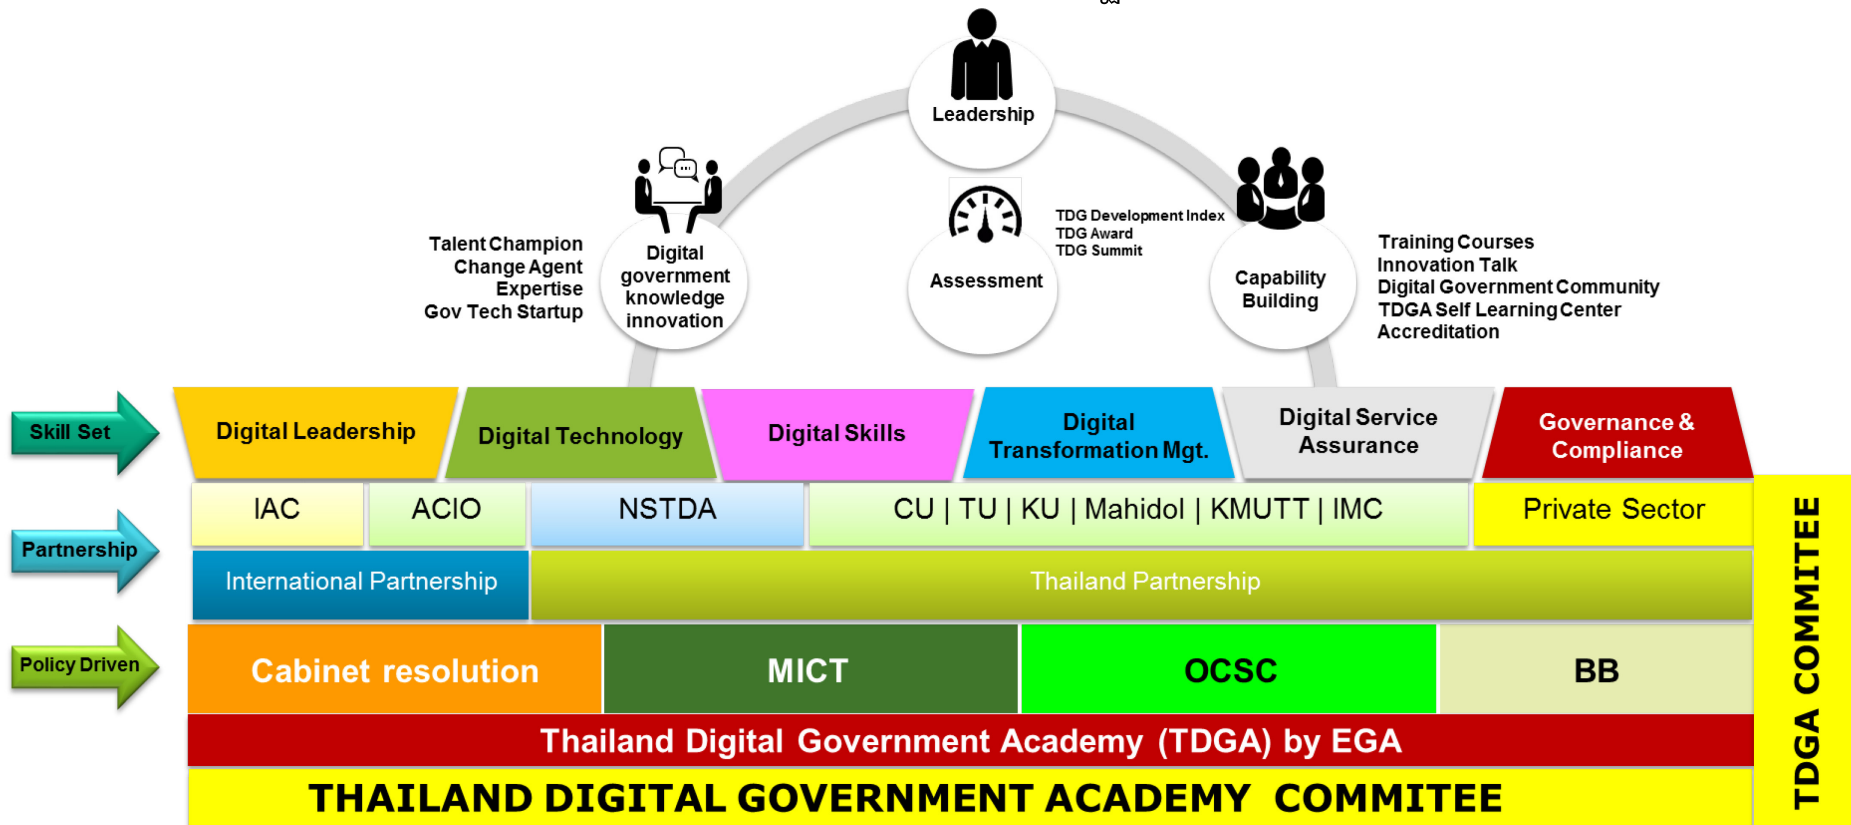 Leadership
Digital
government
knowledge
innovation
Talent Champion
Change Agent
Expertise
Gov Tech Startup
Assessment
TDG Development Index
TDG Award
TDG Summit
Capability
Building
Training Courses
Innovation Talk
Digital Government Community
TDGA Self Learning Center
Accreditation
Skill Set
Digital Leadership
Digital Technology
Digital Skills
Digital
Transformation Mgt.
Digital Service
Assurance
Governance &
Compliance
Partnership
IAC
ACIO
NSTDA
CU | TU | KU | Mahidol | KMUTT | IMC
Private Sector
International Partnership
Thailand Partnership
Policy Driven
Cabinet resolution
MICT
OCSC
BB
Thailand Digital Government Academy (TDGA) by EGA
THAILAND DIGITAL GOVERNMENT ACADEMY COMMITEE
TDGA COMMITEE